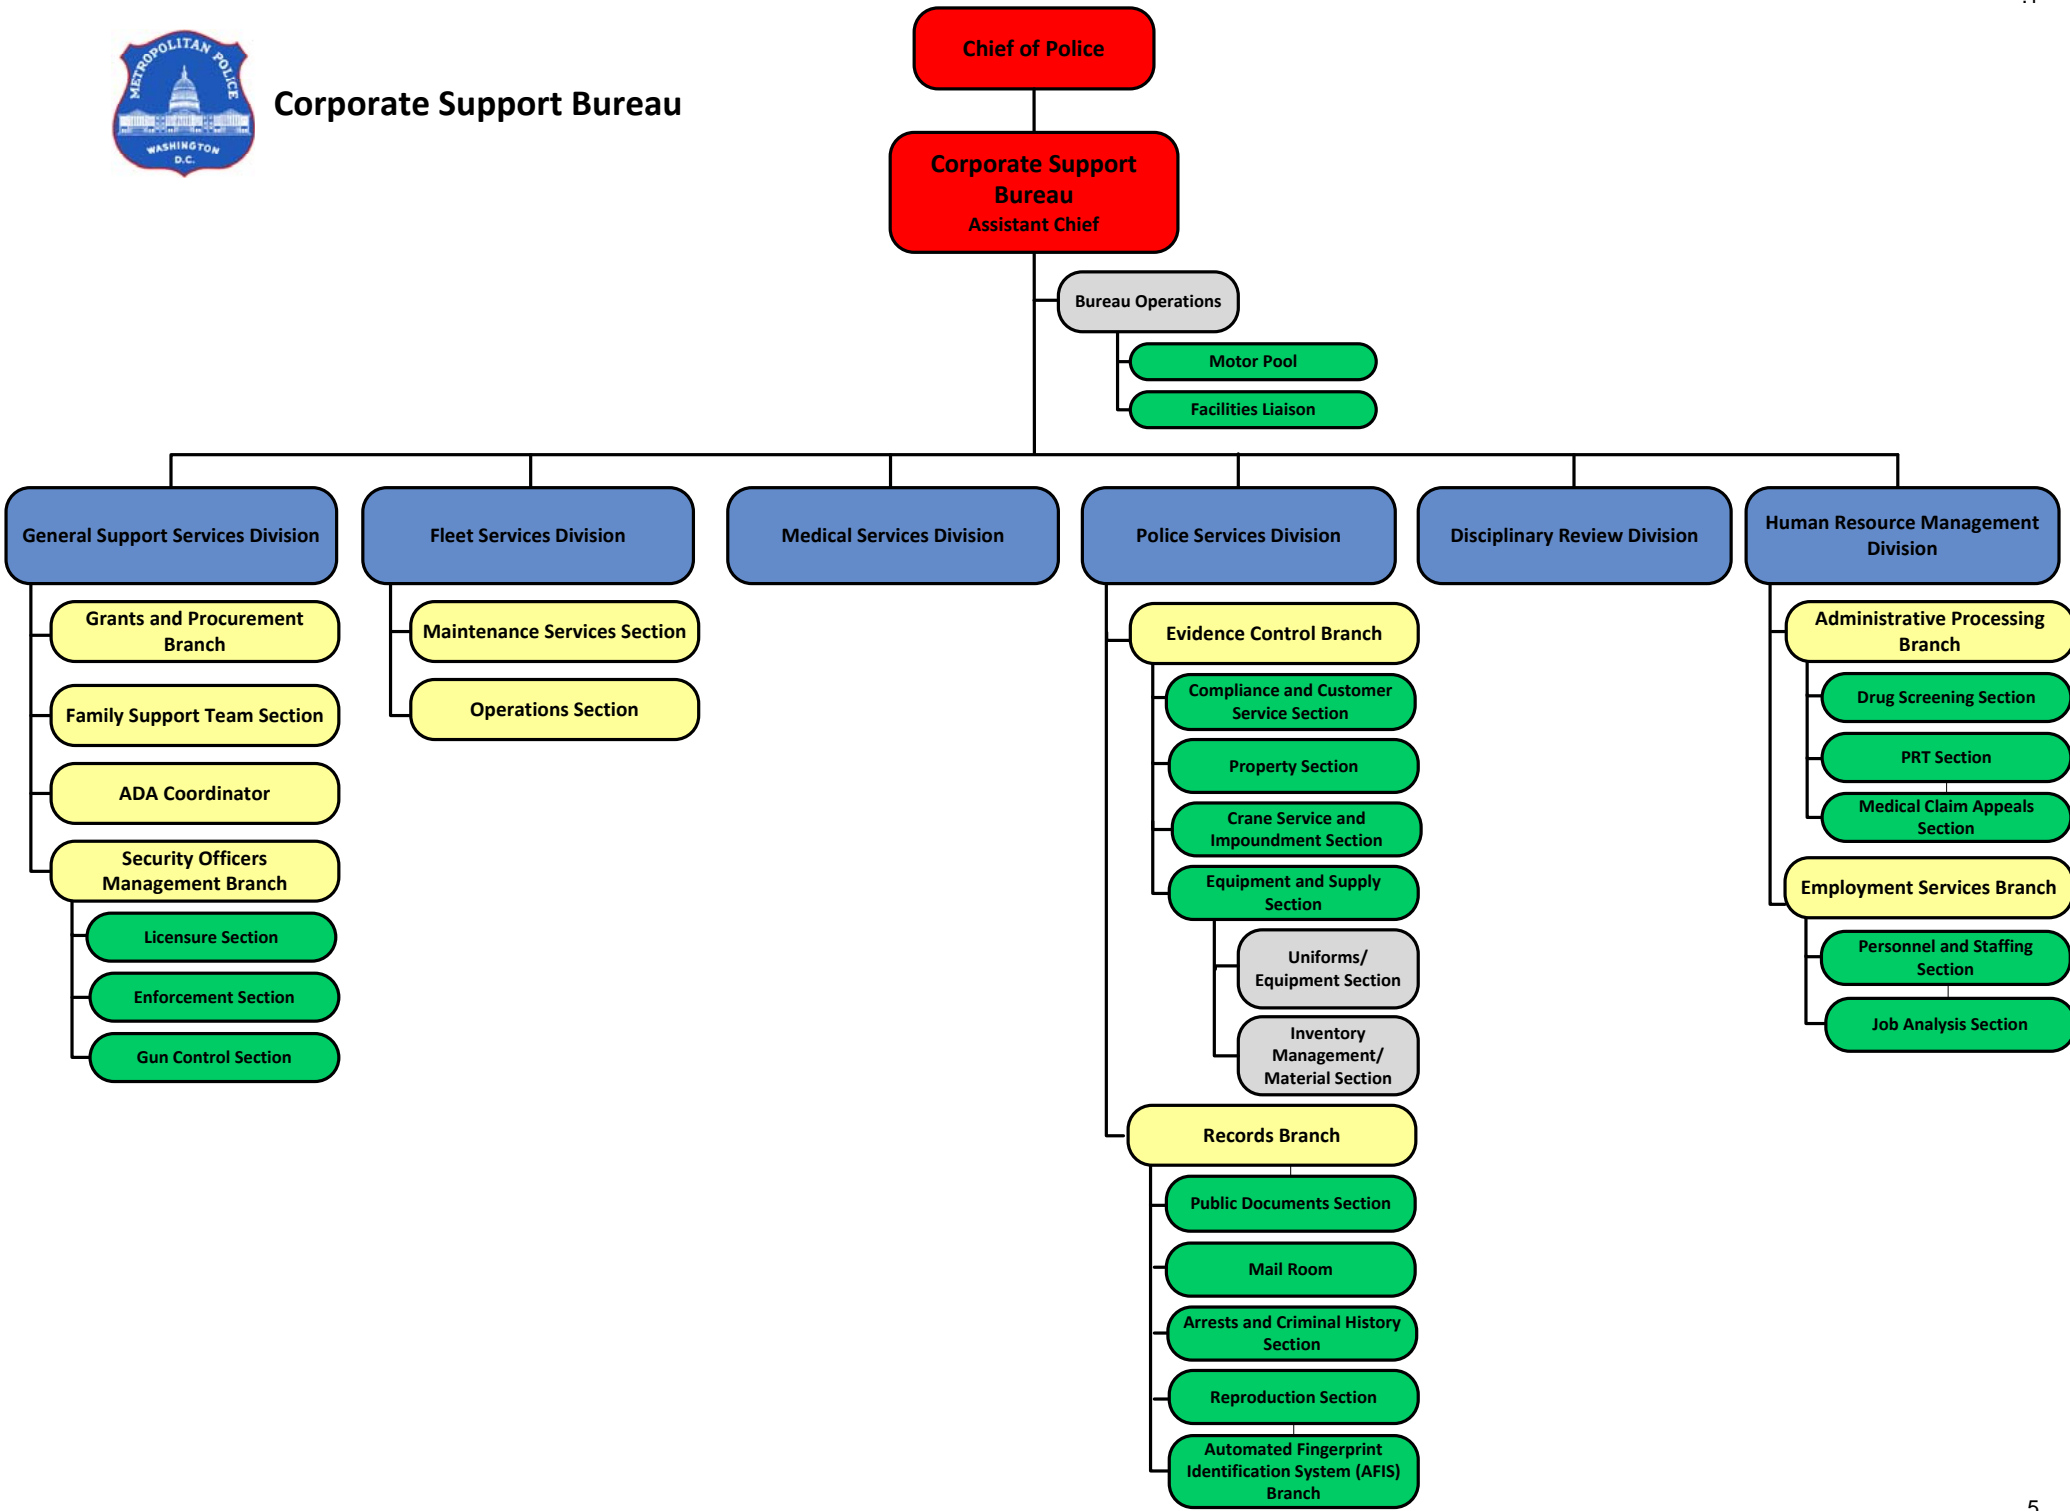 METROPOLITAN POLICE
WASHINGTON
D.C.
Corporate Support Bureau
Chief of Police
Corporate Support
Bureau
Assistant Chief
Bureau Operations
Motor Pool
Facilities Liaison
General Support Services Division
Grants and Procurement
Branch
Family Support Team Section
ADA Coordinator
Security Officers
Management Branch
Licensure Section
Enforcement Section
Gun Control Section
Fleet Services Division
Maintenance Services Section
Operations Section
Medical Services Division
Police Services Division
Evidence Control Branch
Compliance and Customer
Service Section
Property Section
Crane Service and
Impoundment Section
Equipment and Supply
Section
Uniforms/
Equipment Section
Inventory
Management/
Material Section
Records Branch
Public Documents Section
Mail Room
Arrests and Criminal History
Section
Reproduction Section
Automated Fingerprint
Identification System (AFIS)
Branch
Disciplinary Review Division
Human Resource Management
Division
Administrative Processing
Branch
Drug Screening Section
PRT Section
Medical Claim Appeals
Section
Employment Services Branch
Personnel and Staffing
Section
Job Analysis Section
5